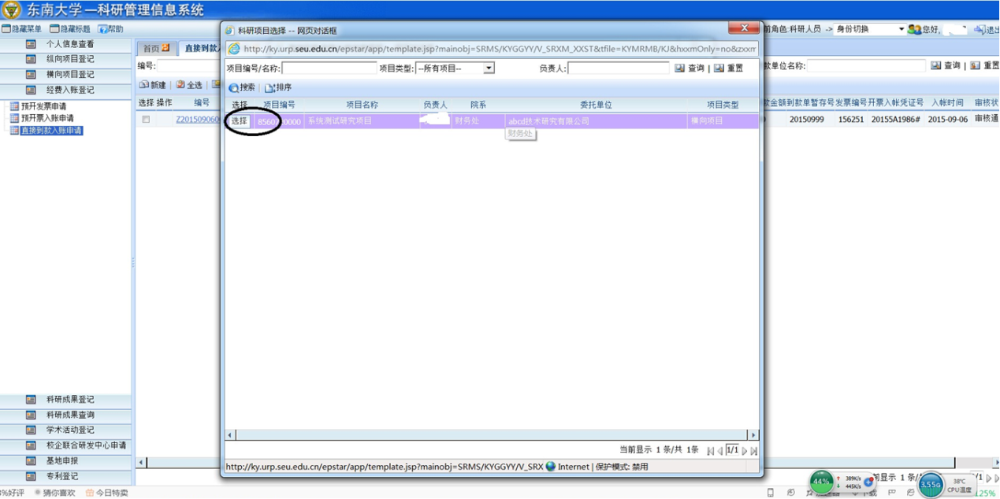 东南大学—科研管理信息系统
隐藏菜单 隐藏标题 帮助
前角色:科研人员 -> 身份切换 您好, 退出
个人信息查看
纵向项目登记
横向项目登记
经费入账登记
预开发票申请
预开票入账申请
直接到款入账申请
科研成果登记
科研成果查询
学术活动登记
校企联合研发中心申请
基地申报
专利登记
首页 直接到款入
编号:
款单位名称: 查询 | 重置
新建 | 全选 |
选择 操作 编号
款金额 到款单暂存号 发票编号 开票入帐凭证号 入帐时间 审核状
Z201509060
20150999 156251 20155A1986# 2015-09-06 审核通
科研项目选择 -- 网页对话框
http://ky.urp.seu.edu.cn/epstar/app/template.jsp?mainobj=SRMS/KYGGYY/V_SRXM_XXST&tfile=KYMRMB/KJ&hxxmOnly=no&zxxm
项目编号/名称: 项目类型: --所有项目-- 负责人: 查询 | 重置
搜索 | 排序
选择 项目编号 项目名称 负责人 院系 委托单位 项目类型
选择 系统测试研究项目 财务处 abcd技术研究有限公司 横向项目
财务处
当前显示 1 条/共 1条 1/1
http://ky.urp.seu.edu.cn/epstar/app/template.jsp?mainobj=SRMS/KYGGYY/V_SRX Internet | 保护模式: 禁用
前显示 1 条/ /1
44% 389K/s 445K/s
3.55G 38℃ CPU温度
%好评 猜你喜欢 今日特卖
下载 125%